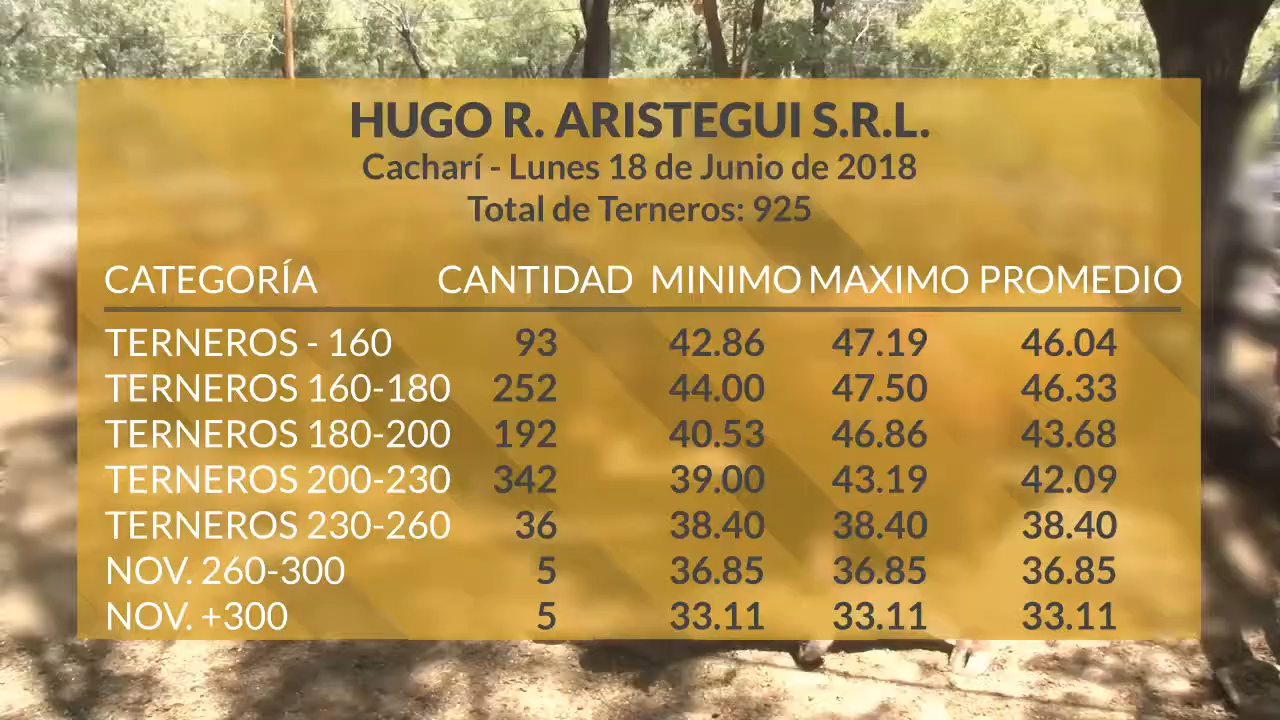 HUGO R. ARISTEGUI S.R.L.
Cacharí - Lunes 18 de Junio de 2018
Total de Terneros: 925
CATEGORÍA CANTIDAD MINIMO MAXIMO PROMEDIO
TERNEROS - 160 93 42.86 47.19 46.04
TERNEROS 160-180 252 44.00 47.50 46.33
TERNEROS 180-200 192 40.53 46.86 43.68
TERNEROS 200-230 342 39.00 43.19 42.09
TERNEROS 230-260 36 38.40 38.40 38.40
NOV. 260-300 5 36.85 36.85 36.85
NOV. +300 5 33.11 33.11 33.11